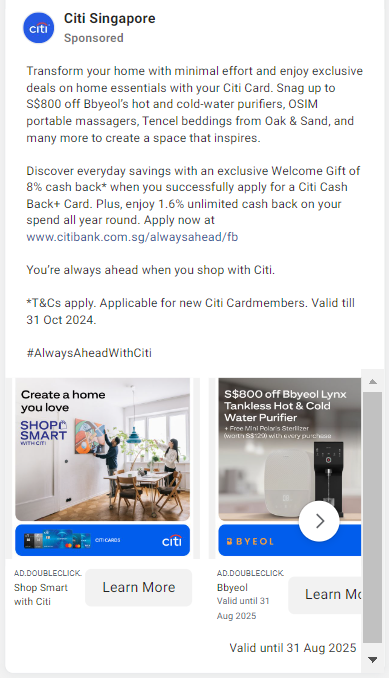 Citi Singapore
Sponsored
citi
Transform your home with minimal effort and enjoy exclusive
deals on home essentials with your Citi Card. Snag up to
S$800 off Bbyeol's hot and cold-water purifiers, OSIM
portable massagers, Tencel beddings from Oak & Sand, and
many more to create a space that inspires.
Discover everyday savings with an exclusive Welcome Gift of
8% cash back* when you successfully apply for a Citi Cash
Back+ Card. Plus, enjoy 1.6% unlimited cash back on your
spend all year round. Apply now at
www.citibank.com.sg/alwaysahead/fb
You're always ahead when you shop with Citi.
*T&Cs apply. Applicable for new Citi Cardmembers. Valid till
31 Oct 2024.
#AlwaysAheadWithCiti
Create a home
you love
SHOP
SMART
WITH CITI
CITI CARDS
citi
AD.DOUBLECLICK.
Shop Smart
with Citi
Learn More
S$800 off Bbyeol Lynx
Tankless Hot & Cold
Water Purifier
+ Free Mini Polaris Sterilizer
(worth S$129) with every purchase
BYEOL
AD.DOUBLECLICK.
Bbyeol
Valid until 31
Aug 2025
Learn Mo
Valid until 31 Aug 2025